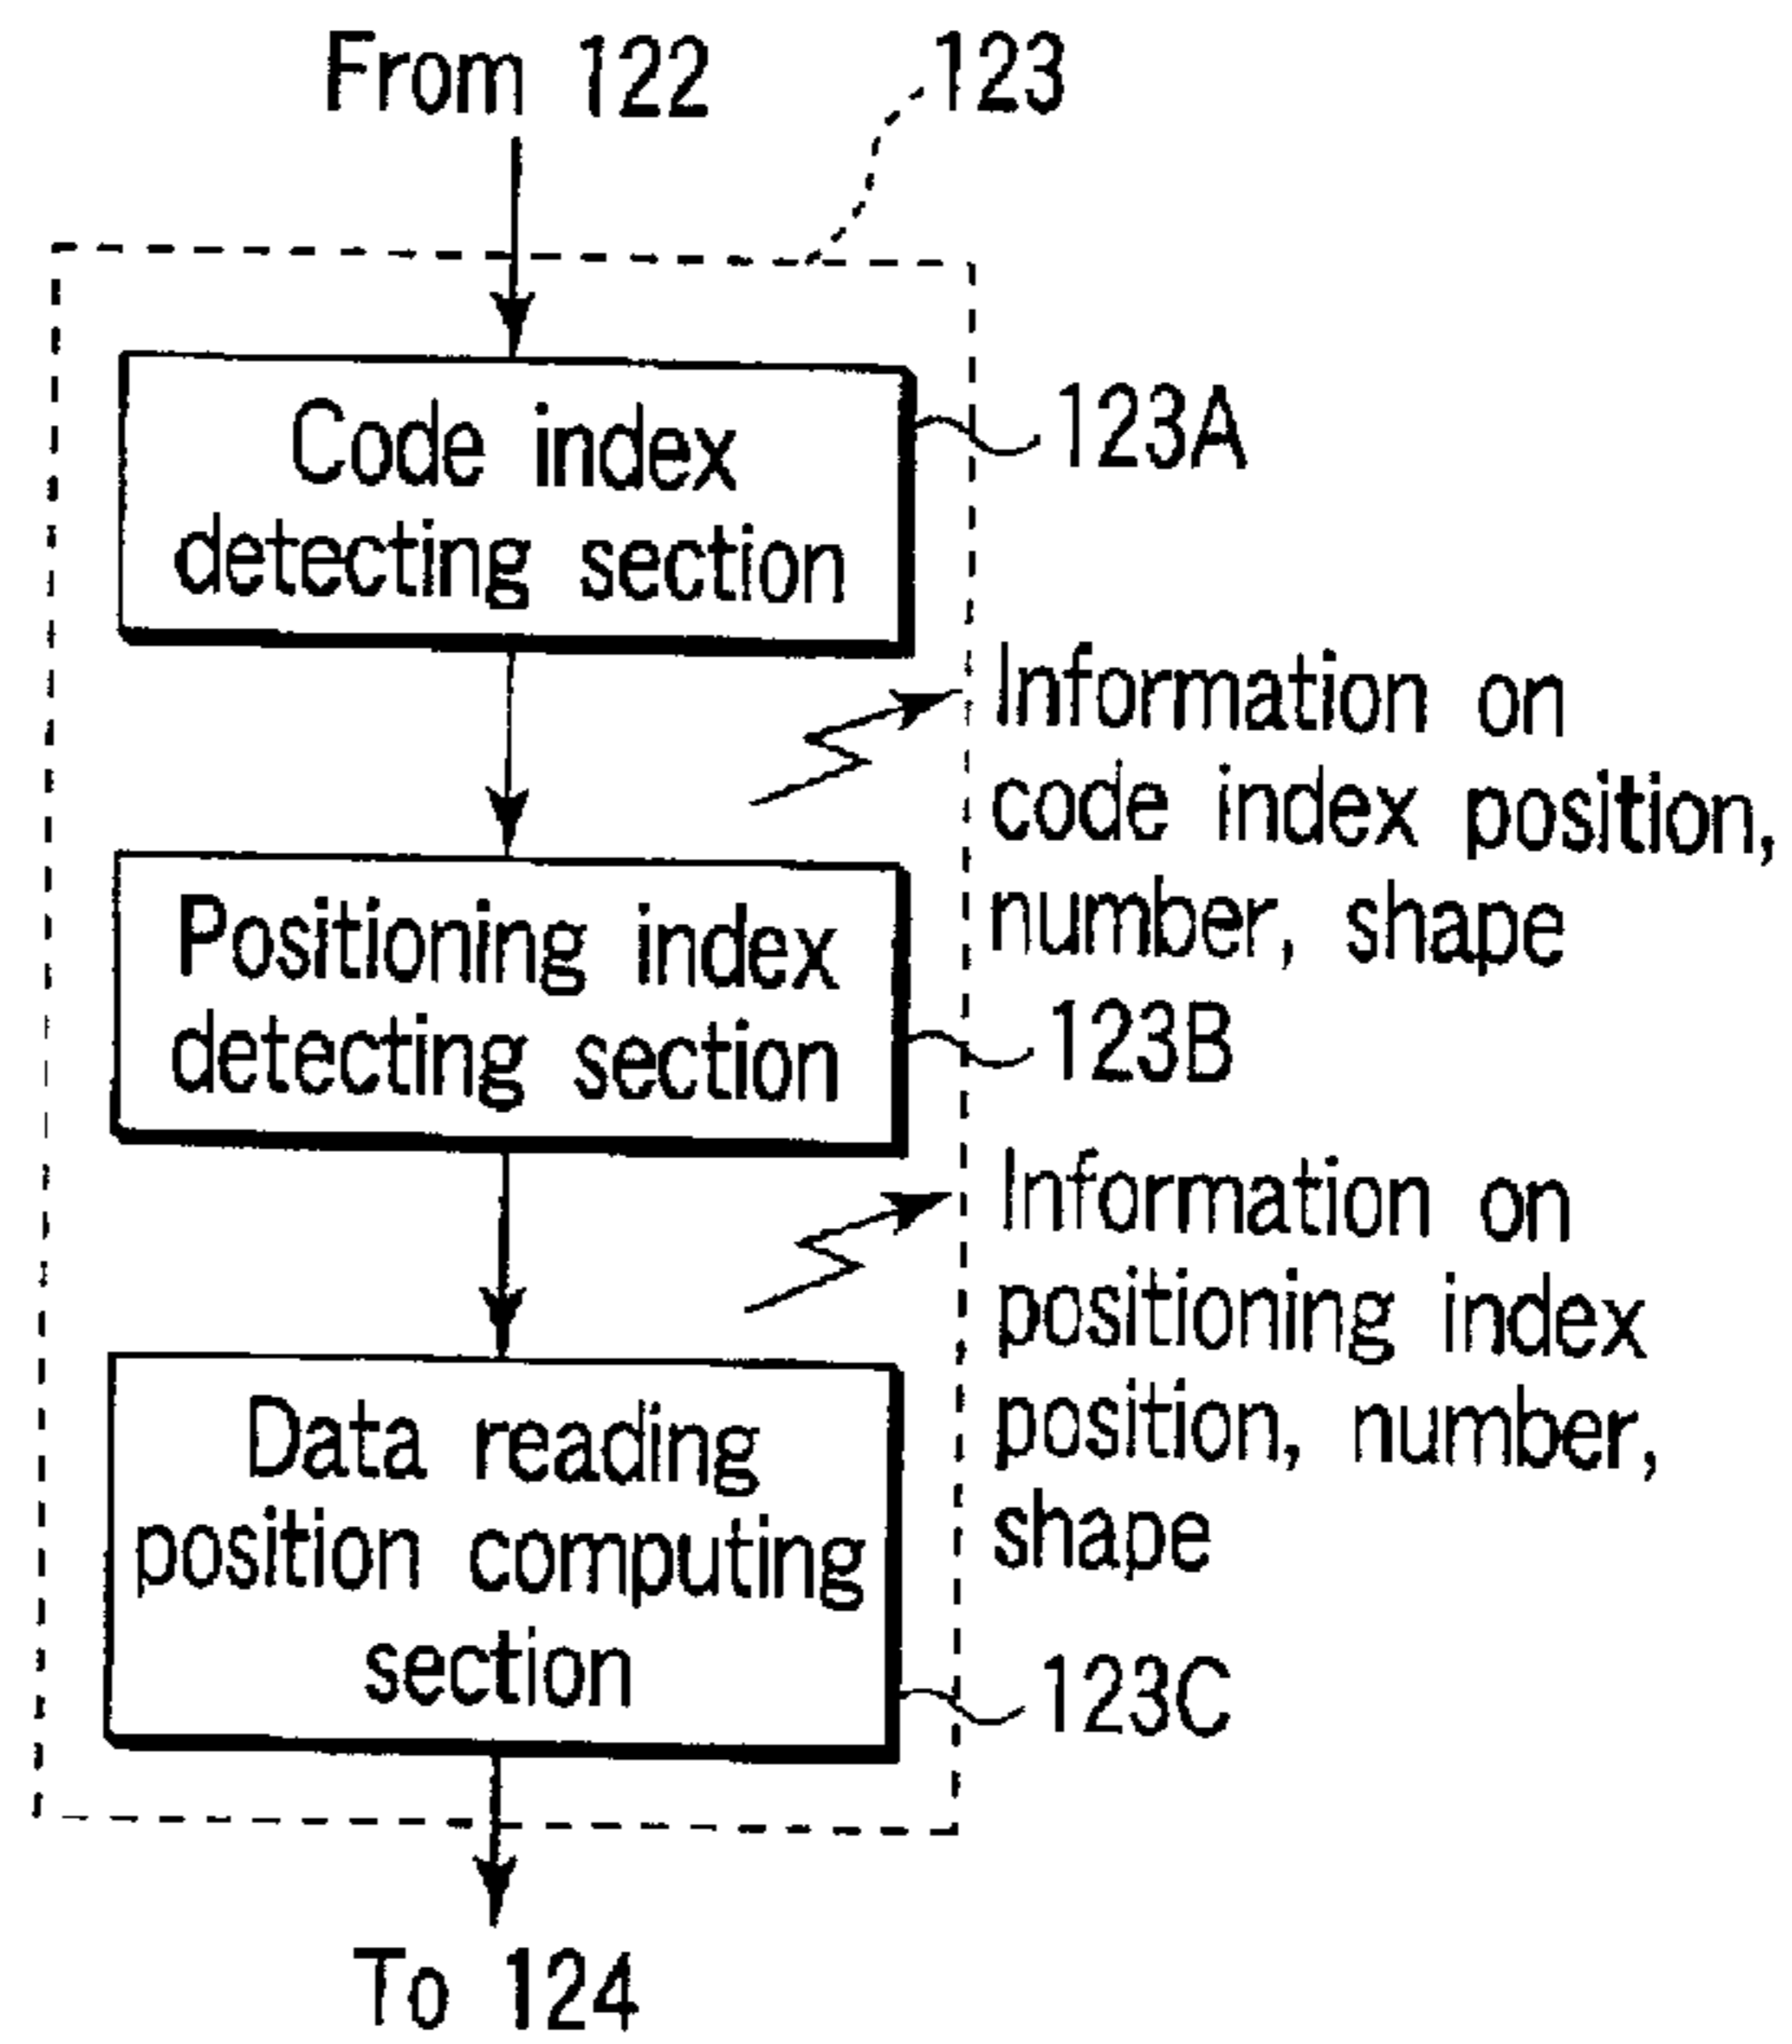 From 122
123
Code index
detecting section
123A
Information on
code index position,
number, shape
Positioning index
detecting section
123B
Information on
positioning index
position, number,
shape
Data reading
position computing
section
123C
To 124